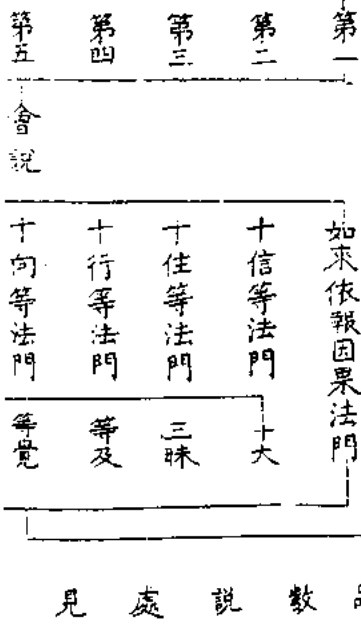 第一
第二
第三
第四
第五
會說
如來依報因果法門
十信等法門
十住等法門
十行等法門
十向等法門
十大
三昧
等及
等覺
數說處見